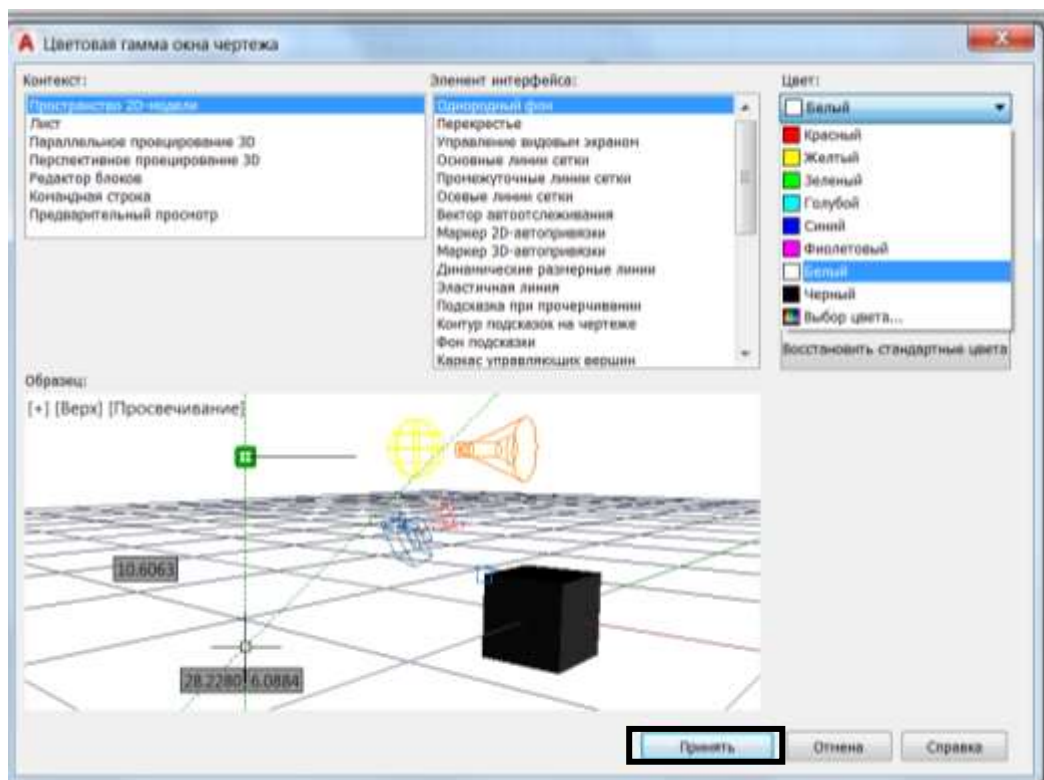 Цветовая гамма окна чертежа
Контекст:
Пространство 2D-модели
Лист
Параллельное проецирование 3D
Перспективное проецирование 3D
Редактор блоков
Командная строка
Предварительный просмотр
Элемент интерфейса:
Однородный фон
Перекрестье
Управление видовым экраном
Основные линии сетки
Промежуточные линии сетки
Осевые линии сетки
Вектор автоотслеживания
Маркер 2D-автопривязки
Маркер 3D-автопривязки
Динамические размерные линии
Эластичная линия
Подсказка при прочерчивании
Контур подсказок на чертеже
Фон подсказки
Каркас управляющих вершин
Цвет:
Белый
Красный
Желтый
Зеленый
Голубой
Синий
Фиолетовый
Белый
Черный
Выбор цвета...
Восстановить стандартные цвета
Образец:
[+] [Верх] [Просвечивание]
10.6063
28.2280 6.0884
Принять
Отмена
Справка